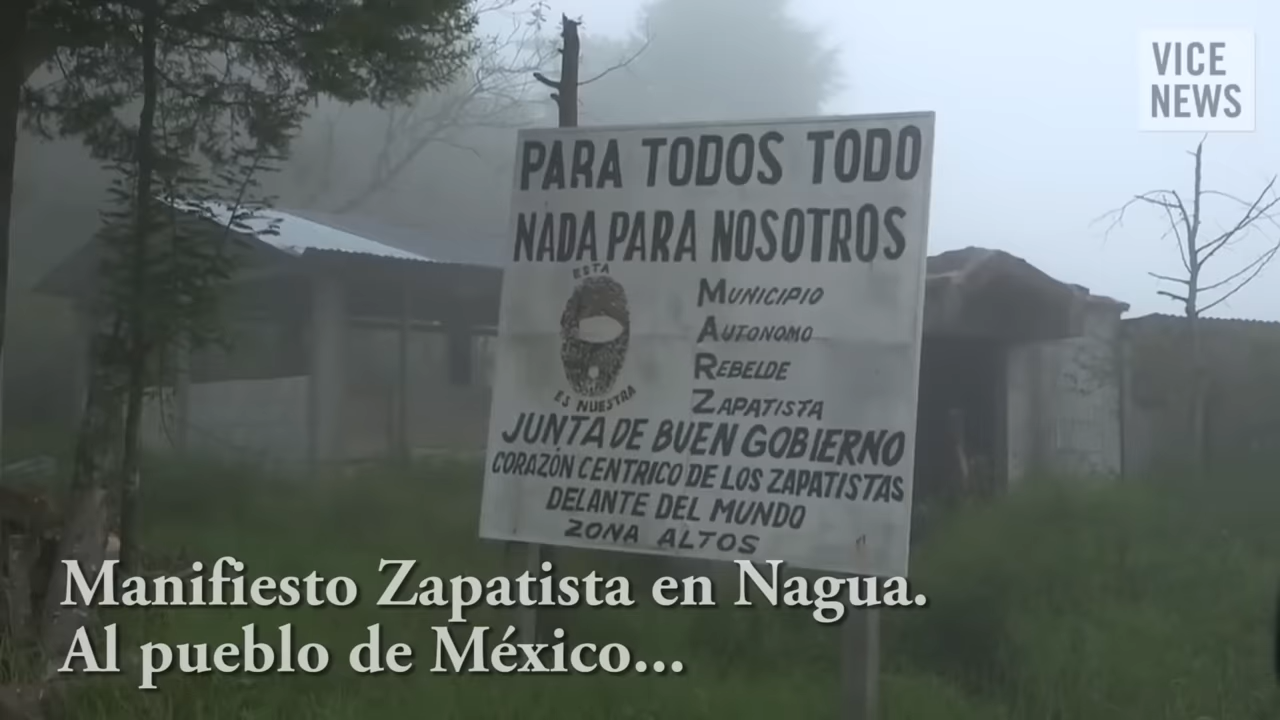 VICE
NEWS
PARA TODOS TODO
NADA PARA NOSOTROS
ESTA
ES NUESTRA
MUNICIPIO
AUTONOMO
REBELDE
ZAPATISTA
JUNTA DE BUEN GOBIERNO
CORAZÓN CENTRICO DE LOS ZAPATISTAS
DELANTE DEL MUNDO
ZONA ALTOS
Manifiesto Zapatista en Nagua.
Al pueblo de México...